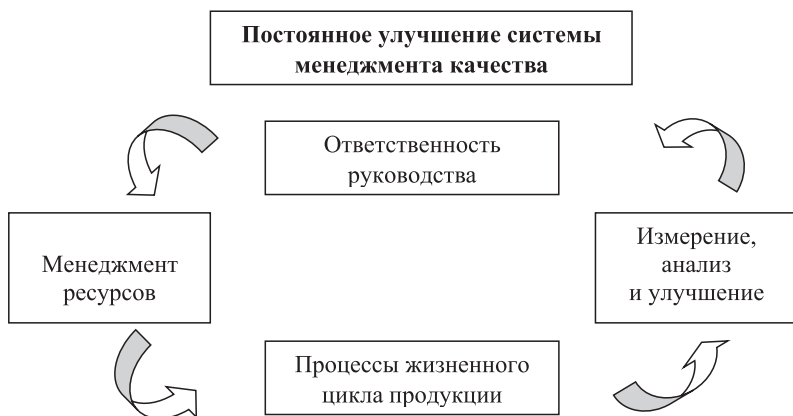 Постоянное улучшение системы
менеджмента качества
Ответственность
руководства
Менеджмент
ресурсов
Измерение,
анализ
и улучшение
Процессы жизненного
цикла продукции